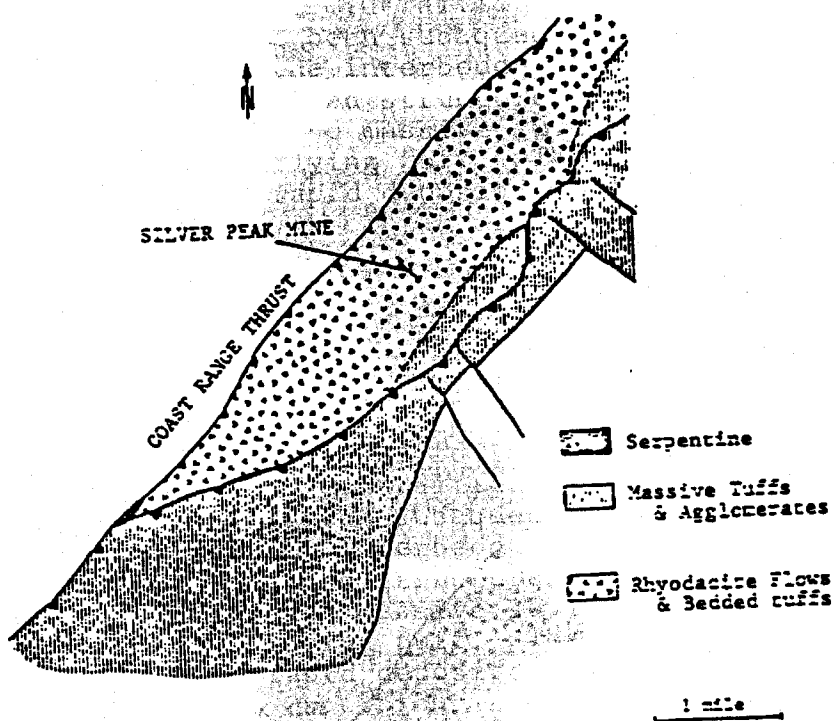 N
SILVER PEAK MINE
COAST RANGE THRUST
Serpentine
Massive Tuffs
& Agglomerates
Rhyodacite Flows
& Bedded tuffs
1 mile